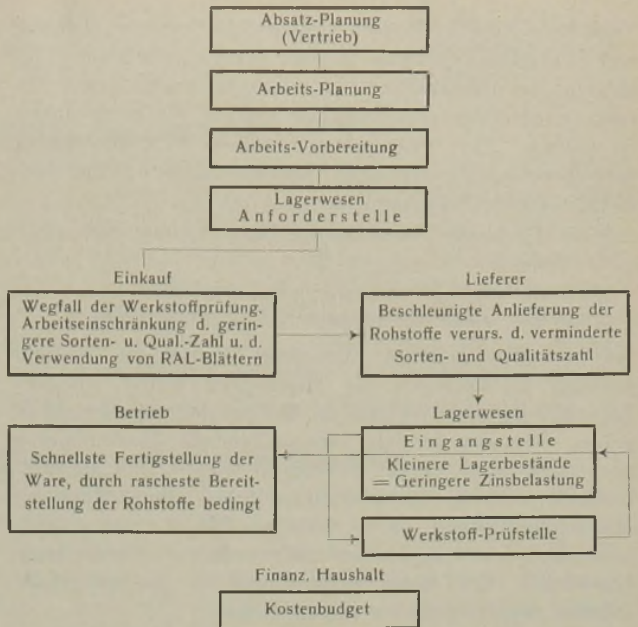 Absatz-Planung
(Vertrieb)
Arbeits-Planung
Arbeits-Vorbereitung
Lagerwesen
Anforderstelle
Einkauf
Wegfall der Werkstoffprüfung.
Arbeitseinschränkung d. gerin-
gere Sorten- u. Qual.-Zahl u. d.
Verwendung von RAL-Blättern
Lieferer
Beschleunigte Anlieferung der
Rohstoffe verurs. d. verminderte
Sorten- und Qualitätszahl
Betrieb
Schnellste Fertigstellung der
Ware, durch rascheste Bereit-
stellung der Rohstoffe bedingt
Lagerwesen
Eingangstelle
Kleinere Lagerbestände
= Geringere Zinsbelastung
Werkstoff-Prüfstelle
Finanz. Haushalt
Kostenbudget